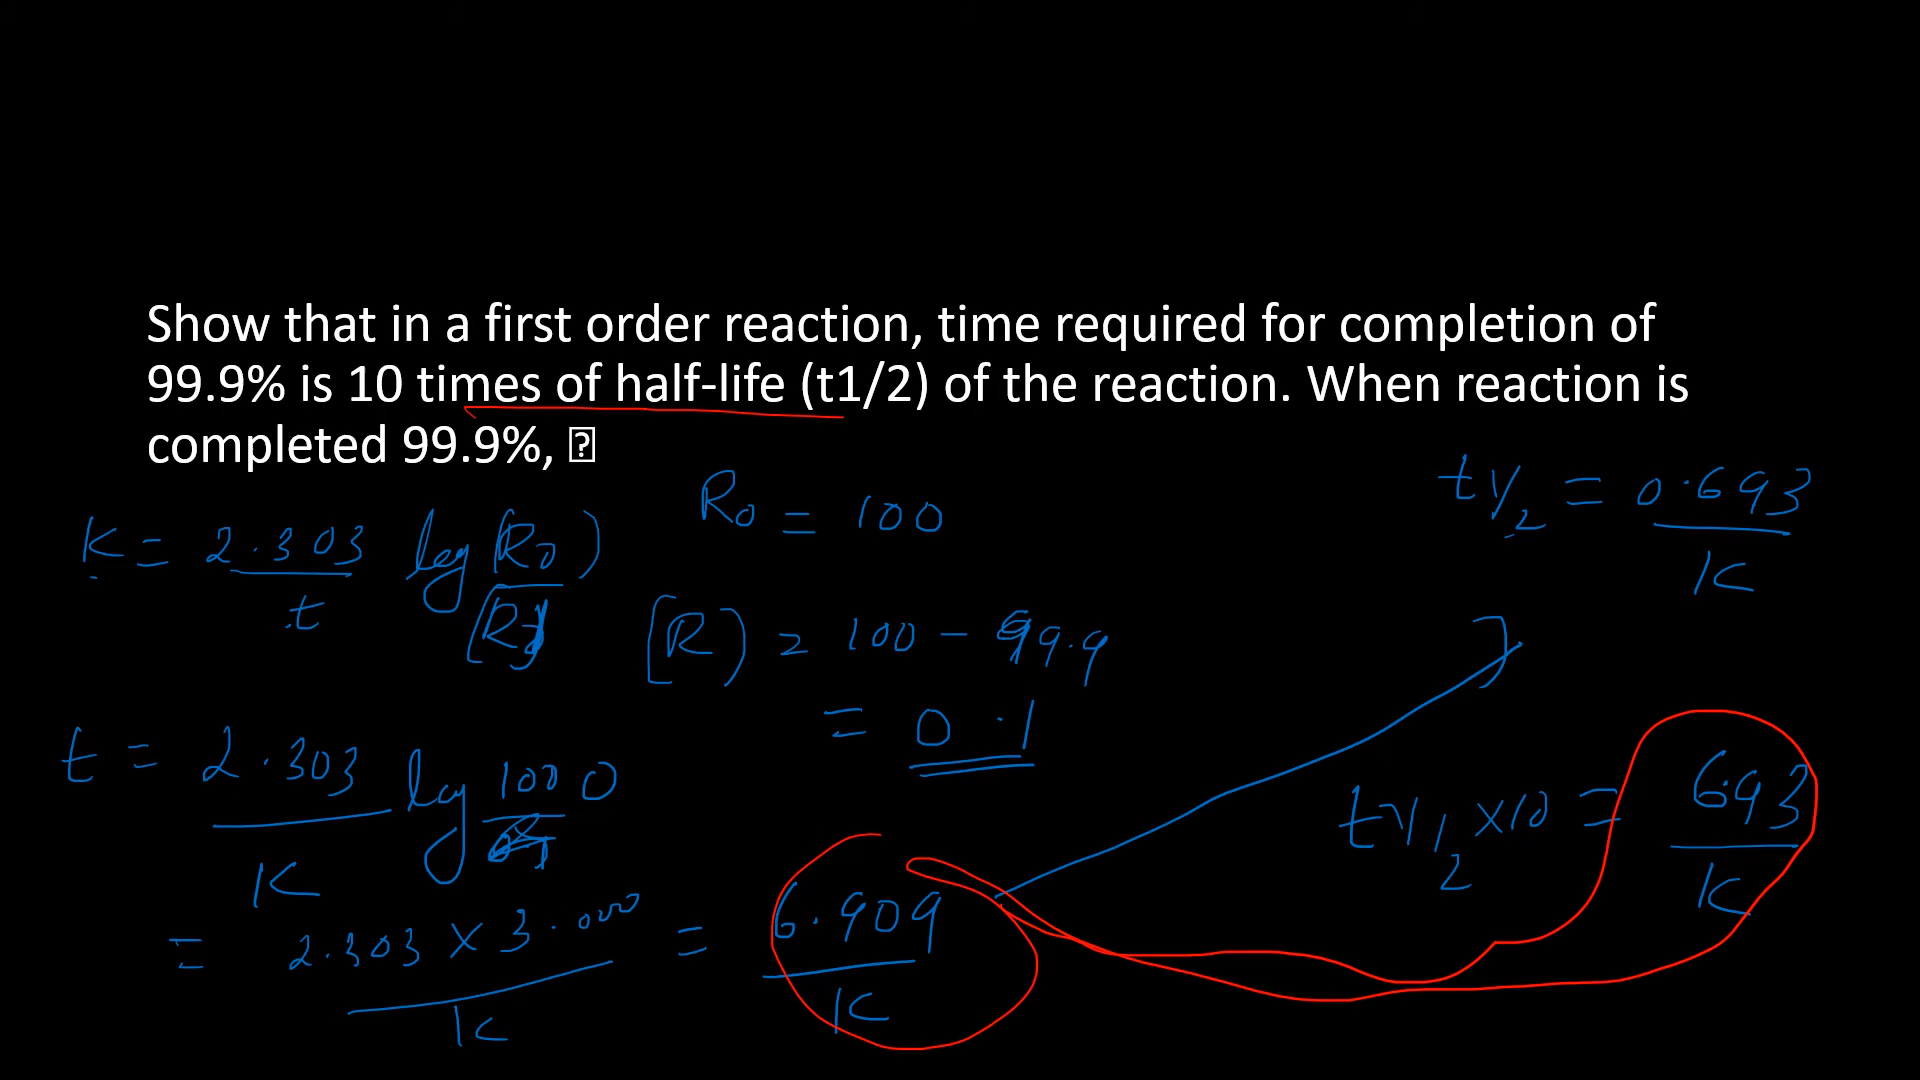 Show that in a first order reaction, time required for completion of
99.9% is 10 times of half-life (t1/2) of the reaction. When reaction is
completed 99.9%,
K = 2.303 / t log [R0] / [R]
R0 = 100
t1/2 = 0.693 / K
[R] = 100 - 99.9
= 0.1
t = 2.303 / K log 1000
t1/2 × 10 = 6.93 / K
= 2.303 × 3.000 / K = 6.909 / K